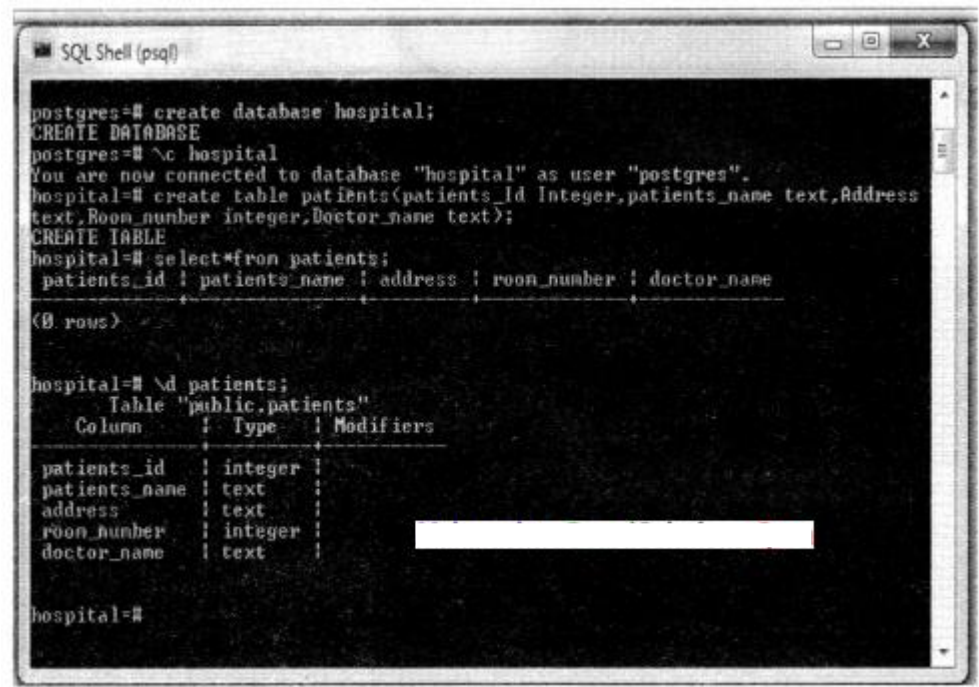 SQL Shell (psql)
postgres=# create database hospital;
CREATE DATABASE
postgres=# \c hospital
You are now connected to database "hospital" as user "postgres".
hospital=# create table patients(patients_Id Integer,patients_name text,Address
text,Room_number integer,Doctor_name text);
CREATE TABLE
hospital=# select*from patients;
patients_id | patients_name | address | room_number | doctor_name
(0 rows)
hospital=# \d patients;
Table "public.patients"
Column | Type | Modifiers
patients_id | integer |
patients_name | text |
address | text |
room_number | integer |
doctor_name | text |
hospital=#